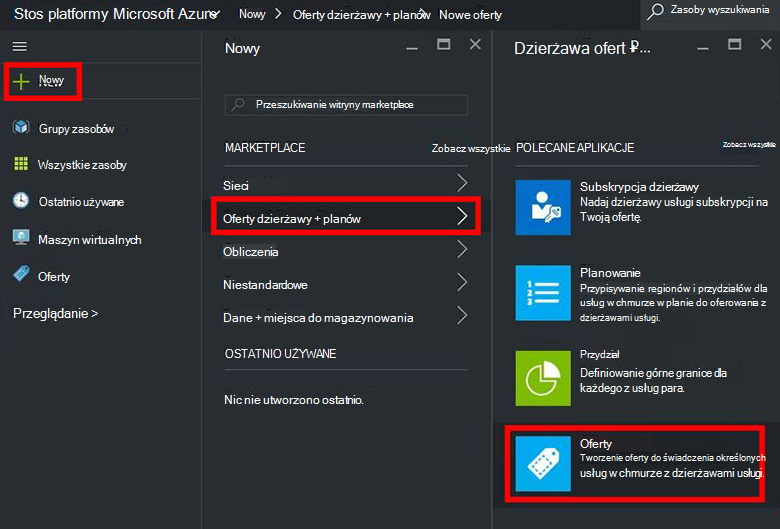 Stos platformy Microsoft Azure
Nowy
Oferty dzierżawy + planów
Nowe oferty
Zasoby wyszukiwania
Nowy
Grupy zasobów
Wszystkie zasoby
Ostatnio używane
Maszyn wirtualnych
Oferty
Przeglądanie >
Nowy
Przeszukiwanie witryny marketplace
MARKETPLACE
Zobacz wszystkie
Sieci
Oferty dzierżawy + planów
Obliczenia
Niestandardowe
Dane + miejsca do magazynowania
OSTATNIO UŻYWANE
Nic nie utworzono ostatnio.
Dzierżawa ofert ₽...
POLECANE APLIKACJE
Zobacz wszystkie
Subskrypcja dzierżawy
Nadaj dzierżawy usługi subskrypcji na
Twoją ofertę.
1
2
3
Planowanie
Przypisywanie regionów i przydziałów dla
usług w chmurze w planie do oferowania z
dzierżawami usługi.
Przydział
Definiowanie górne granice dla
każdego z usług para.
Oferty
Tworzenie oferty do świadczenia określonych
usług w chmurze z dzierżawami usługi.